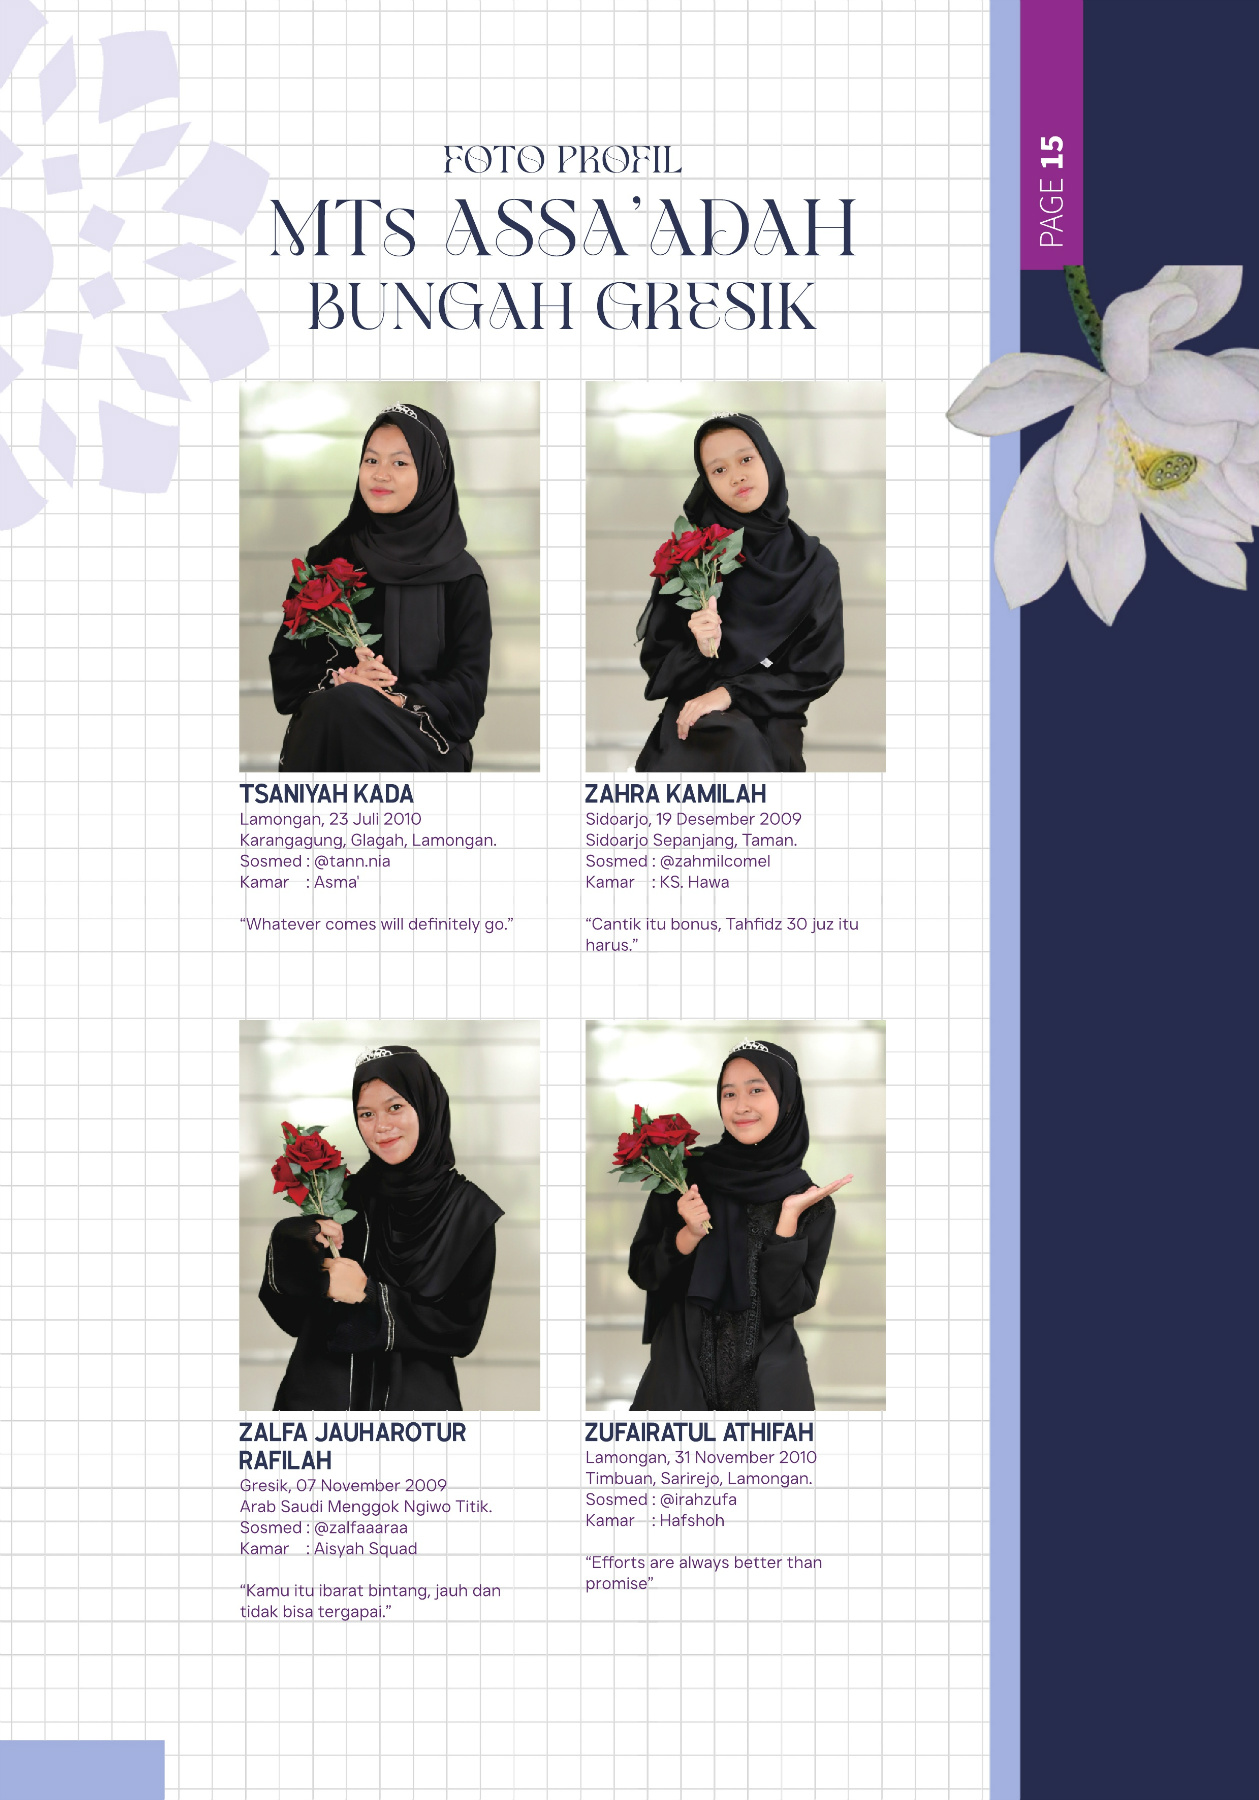 PAGE 15
FOTO PROFIL
MTs ASSA'ADAH
BUNGAH GRESIK
TSANIYAH KADA
Lamongan, 23 Juli 2010
Karangagung, Glagah, Lamongan.
Sosmed : @tann.nia
Kamar : Asma'
“Whatever comes will definitely go.”
ZAHRA KAMILAH
Sidoarjo, 19 Desember 2009
Sidoarjo Sepanjang, Taman.
Sosmed : @zahmilcomel
Kamar : KS. Hawa
“Cantik itu bonus, Tahfidz 30 juz itu
harus.”
ZALFA JAUHAROTUR
RAFILAH
Gresik, 07 November 2009
Arab Saudi Menggok Ngiwo Titik.
Sosmed : @zalfaaaraa
Kamar : Aisyah Squad
“Kamu itu ibarat bintang, jauh dan
tidak bisa tergapai.”
ZUFAIRATUL ATHIFAH
Lamongan, 31 November 2010
Timbuan, Sarirejo, Lamongan.
Sosmed : @irahzufa
Kamar : Hafshoh
“Efforts are always better than
promise”